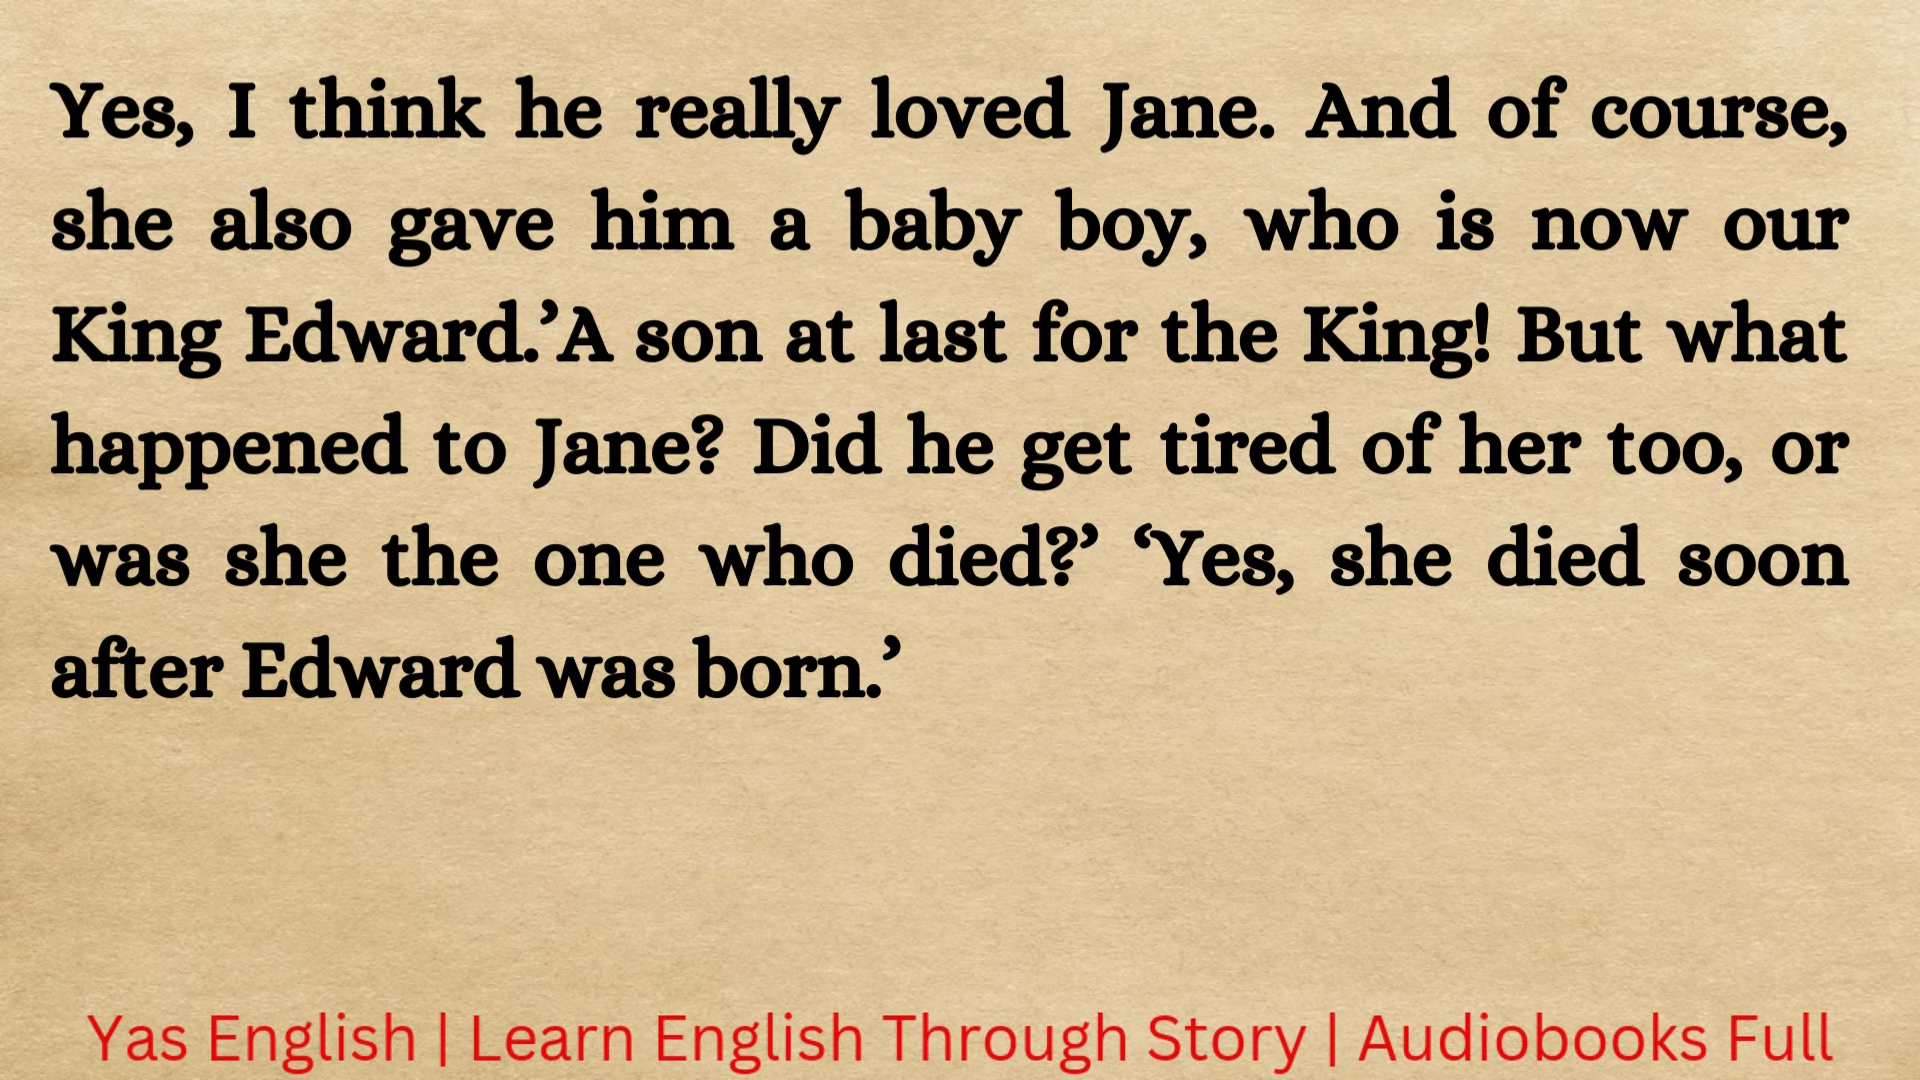 Yes, I think he really loved Jane. And of course,
she also gave him a baby boy, who is now our
King Edward.’A son at last for the King! But what
happened to Jane? Did he get tired of her too, or
was she the one who died?’ ‘Yes, she died soon
after Edward was born.’
Yas English | Learn English Through Story | Audiobooks Full